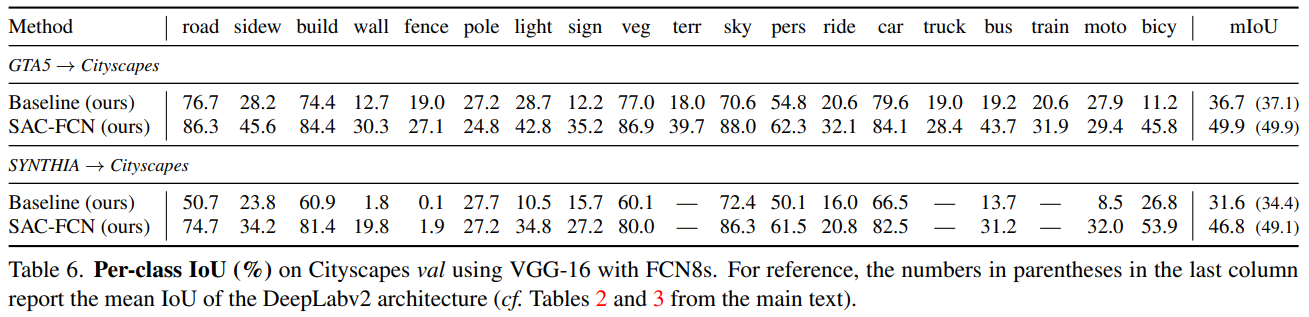 Method road sidew build wall fence pole light sign veg terr sky pers ride car truck bus train moto bicy mIoU
GTA5 → Cityscapes
Baseline (ours) 76.7 28.2 74.4 12.7 19.0 27.2 28.7 12.2 77.0 18.0 70.6 54.8 20.6 79.6 19.0 19.2 20.6 27.9 11.2 36.7 (37.1)
SAC-FCN (ours) 86.3 45.6 84.4 30.3 27.1 24.8 42.8 35.2 86.9 39.7 88.0 62.3 32.1 84.1 28.4 43.7 31.9 29.4 45.8 49.9 (49.9)
SYNTHIA → Cityscapes
Baseline (ours) 50.7 23.8 60.9 1.8 0.1 27.7 10.5 15.7 60.1 — 72.4 50.1 16.0 66.5 — 13.7 — 8.5 26.8 31.6 (34.4)
SAC-FCN (ours) 74.7 34.2 81.4 19.8 1.9 27.2 34.8 27.2 80.0 — 86.3 61.5 20.8 82.5 — 31.2 — 32.0 53.9 46.8 (49.1)
Table 6. Per-class IoU (%) on Cityscapes val using VGG-16 with FCN8s. For reference, the numbers in parentheses in the last column
report the mean IoU of the DeepLabv2 architecture (cf. Tables 2 and 3 from the main text).